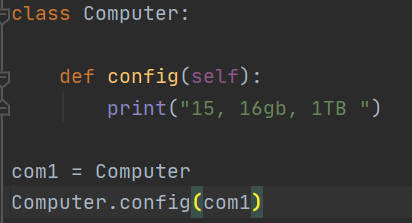 class Computer:
def config(self):
print("15, 16gb, 1TB ")
com1 = Computer
Computer.config(com1)